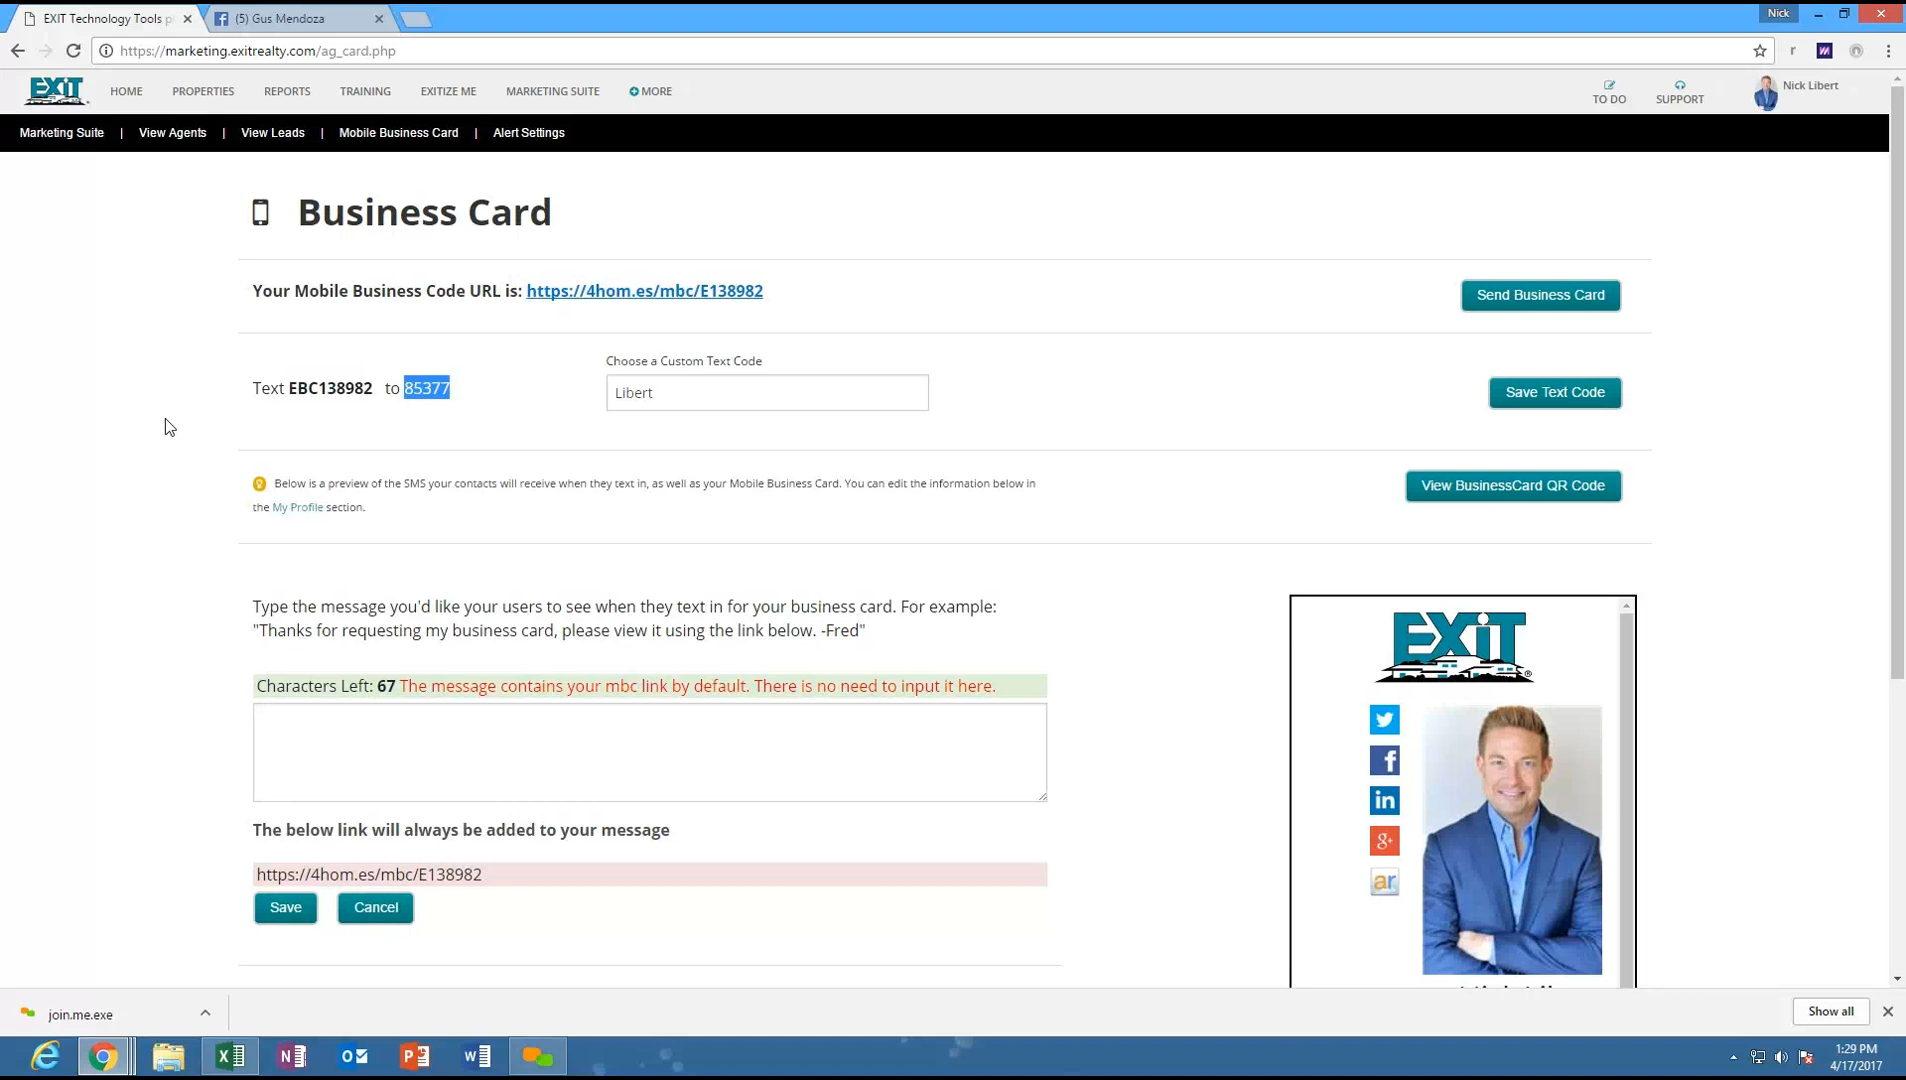 EXIT Technology Tools p
(5) Gus Mendoza
Nick
https://marketing.exitrealty.com/ag_card.php
EXIT
HOME
PROPERTIES
REPORTS
TRAINING
EXITIZE ME
MARKETING SUITE
MORE
TO DO
SUPPORT
Nick Libert
Marketing Suite | View Agents | View Leads | Mobile Business Card | Alert Settings
Business Card
Your Mobile Business Code URL is: https://4hom.es/mbc/E138982
Send Business Card
Choose a Custom Text Code
Text EBC138982 to 85377
Libert
Save Text Code
Below is a preview of the SMS your contacts will receive when they text in, as well as your Mobile Business Card. You can edit the information below in
the My Profile section.
View BusinessCard QR Code
Type the message you'd like your users to see when they text in for your business card. For example:
"Thanks for requesting my business card, please view it using the link below. -Fred"
Characters Left: 67 The message contains your mbc link by default. There is no need to input it here.
The below link will always be added to your message
https://4hom.es/mbc/E138982
Save
Cancel
EXIT
in
g+
ar
join.me.exe
Show all
1:29 PM
4/17/2017